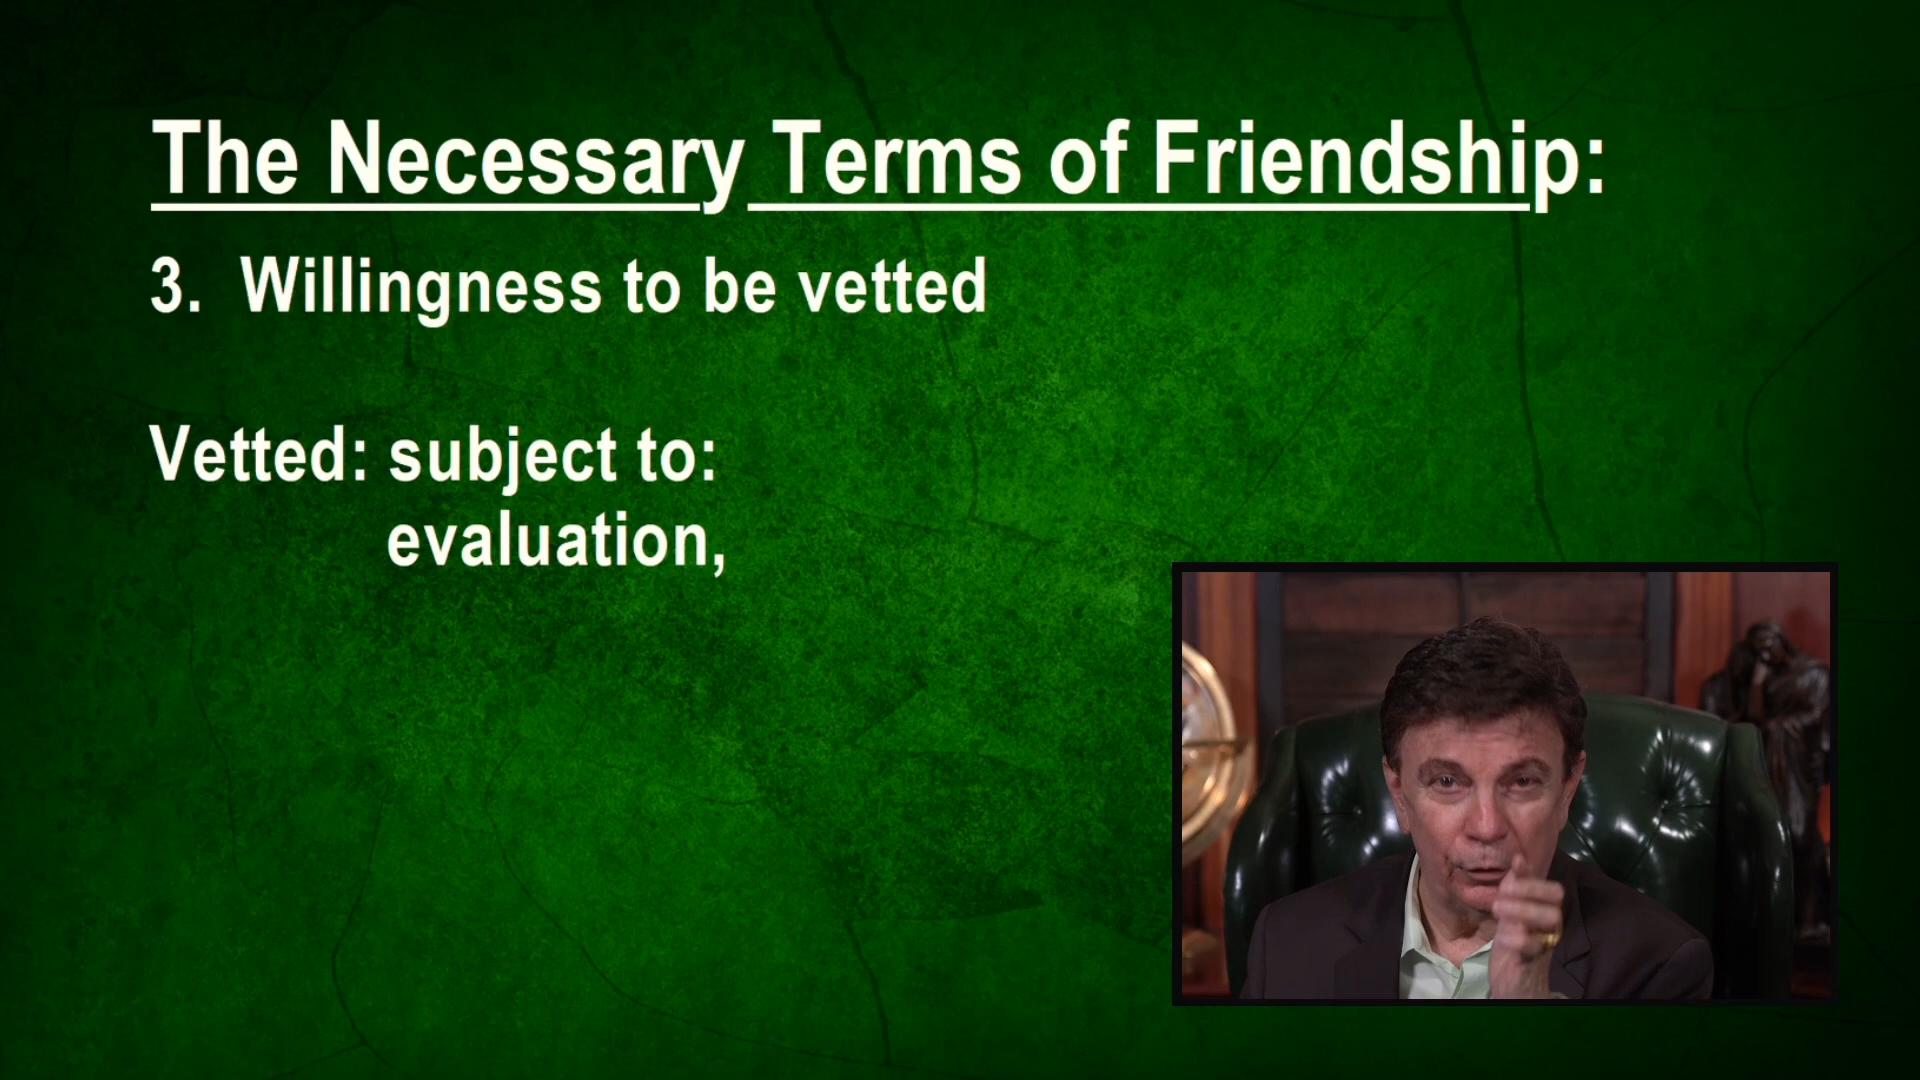 The Necessary Terms of Friendship:
3. Willingness to be vetted
Vetted: subject to:
evaluation,